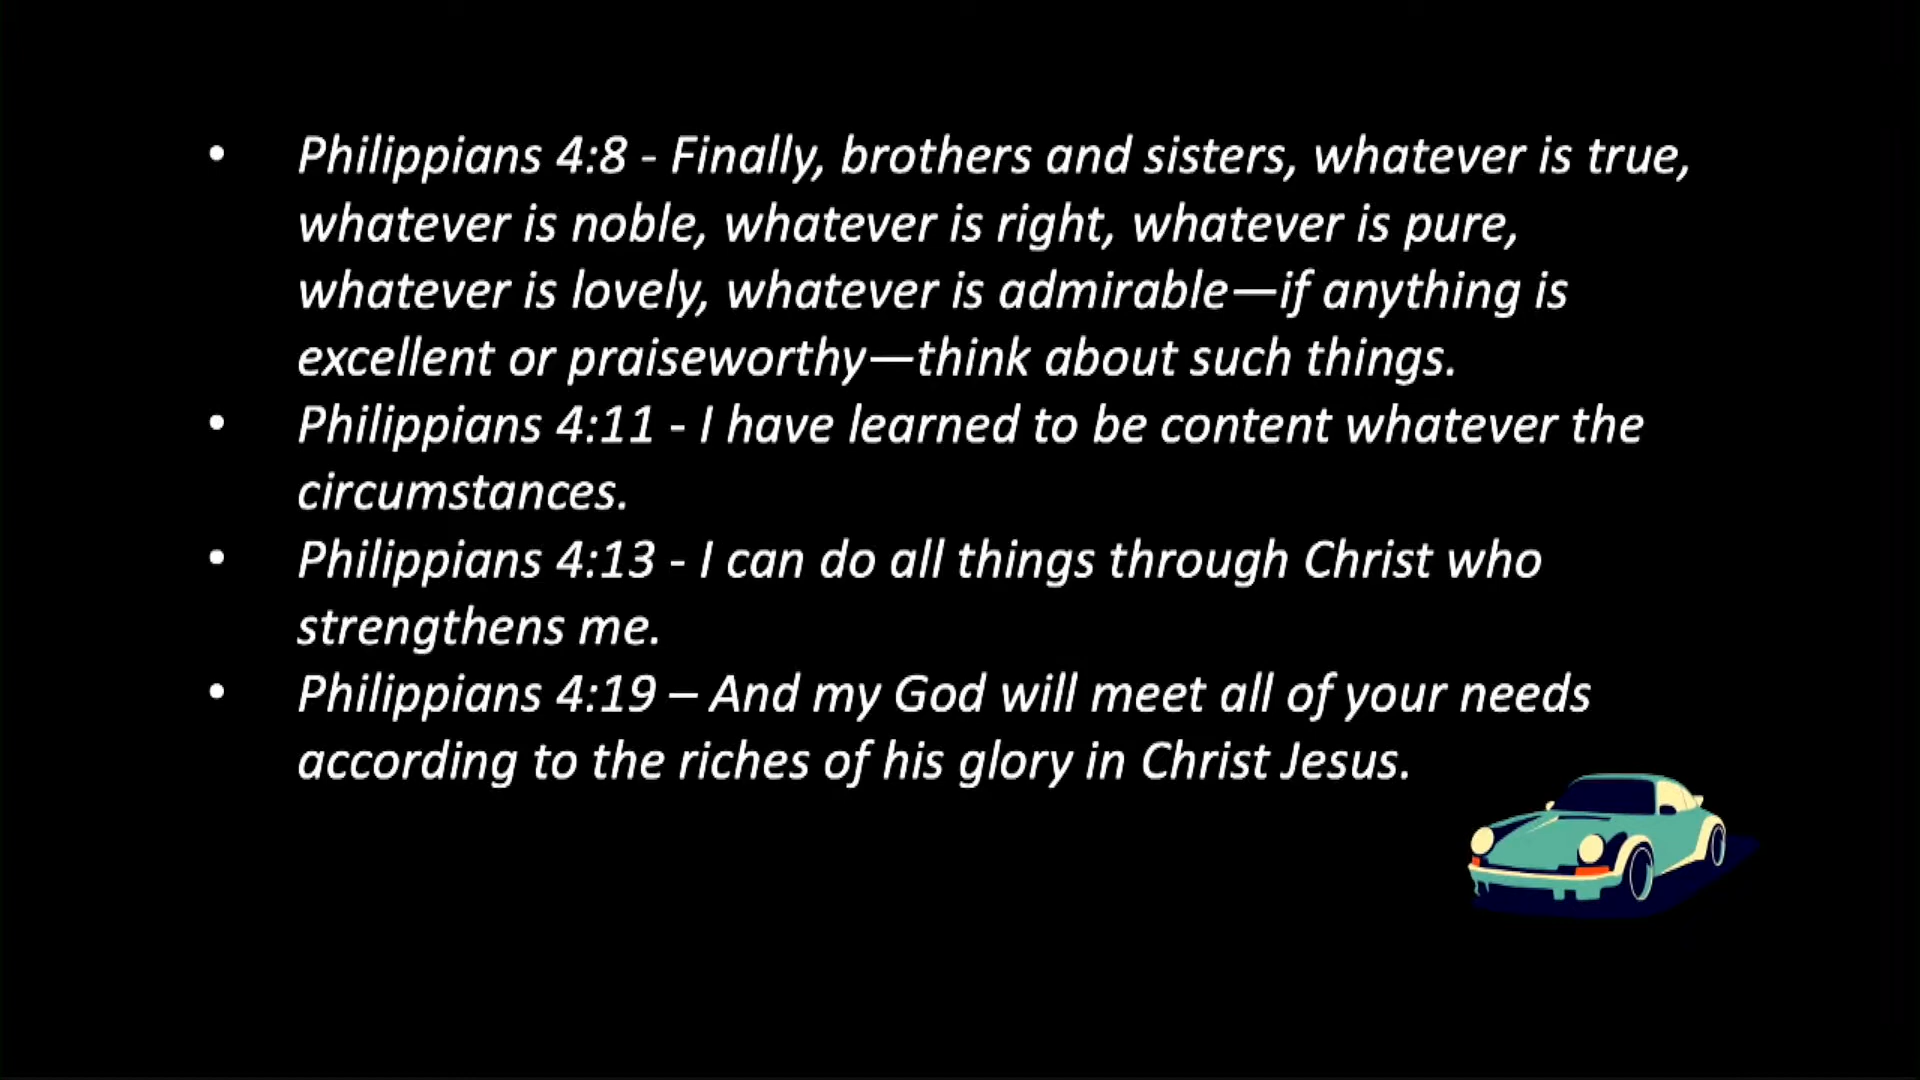 • Philippians 4:8 - Finally, brothers and sisters, whatever is true,
whatever is noble, whatever is right, whatever is pure,
whatever is lovely, whatever is admirable—if anything is
excellent or praiseworthy—think about such things.
• Philippians 4:11 - I have learned to be content whatever the
circumstances.
• Philippians 4:13 - I can do all things through Christ who
strengthens me.
• Philippians 4:19 – And my God will meet all of your needs
according to the riches of his glory in Christ Jesus.